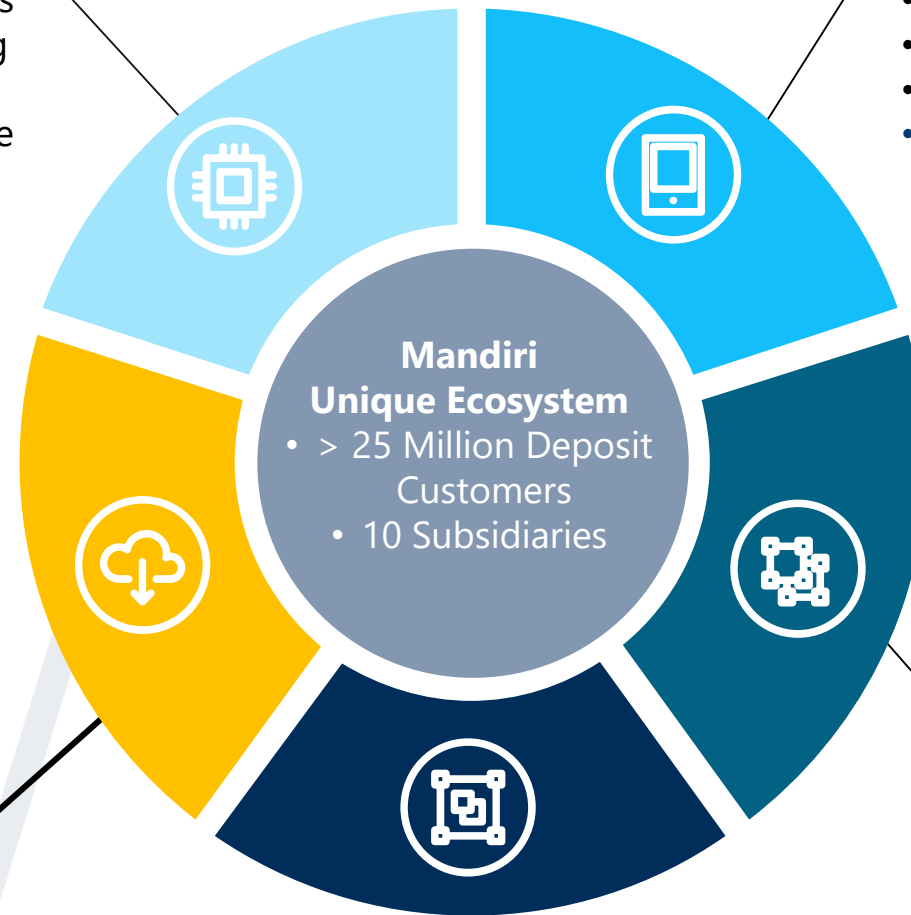 Mandiri
Unique Ecosystem
• > 25 Million Deposit
Customers
• 10 Subsidiaries